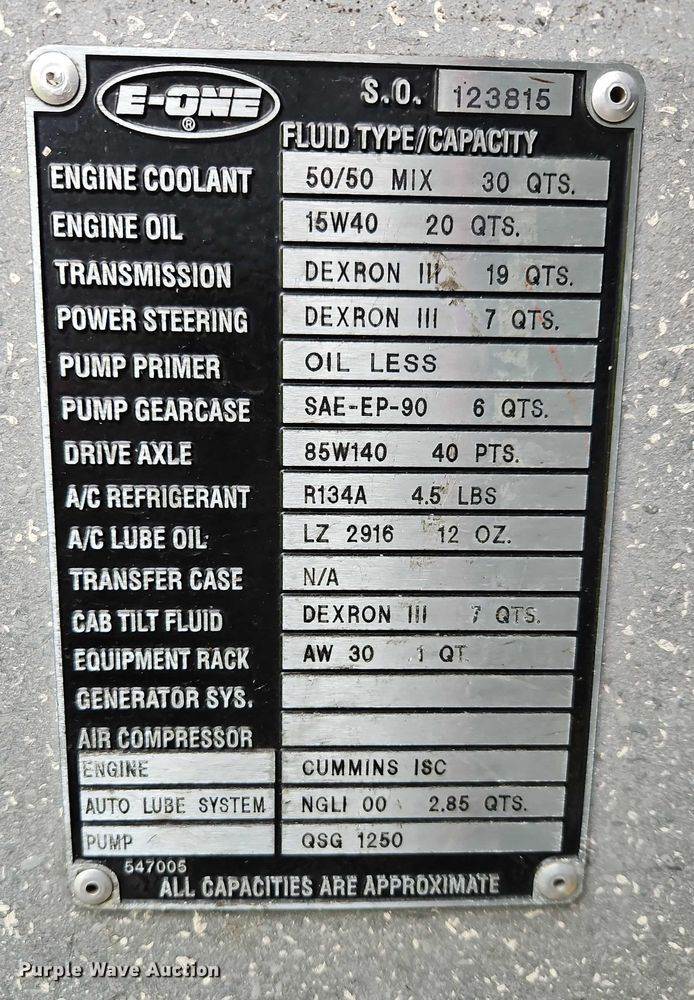 E-ONE ®
S.O. 123815
FLUID TYPE/CAPACITY
ENGINE COOLANT 50/50 MIX 30 QTS.
ENGINE OIL 15W40 20 QTS.
TRANSMISSION DEXRON III 19 QTS.
POWER STEERING DEXRON III 7 QTS.
PUMP PRIMER OIL LESS
PUMP GEARCASE SAE-EP-90 6 QTS.
DRIVE AXLE 85W140 40 PTS.
A/C REFRIGERANT R134A 4.5 LBS
A/C LUBE OIL LZ 2916 12 OZ.
TRANSFER CASE N/A
CAB TILT FLUID DEXRON III 7 QTS.
EQUIPMENT RACK AW 30 1 QT
GENERATOR SYS.
AIR COMPRESSOR
ENGINE CUMMINS ISC
AUTO LUBE SYSTEM NGLI 00 2.85 QTS.
PUMP QSG 1250
547005
ALL CAPACITIES ARE APPROXIMATE
Purple Wave Auction